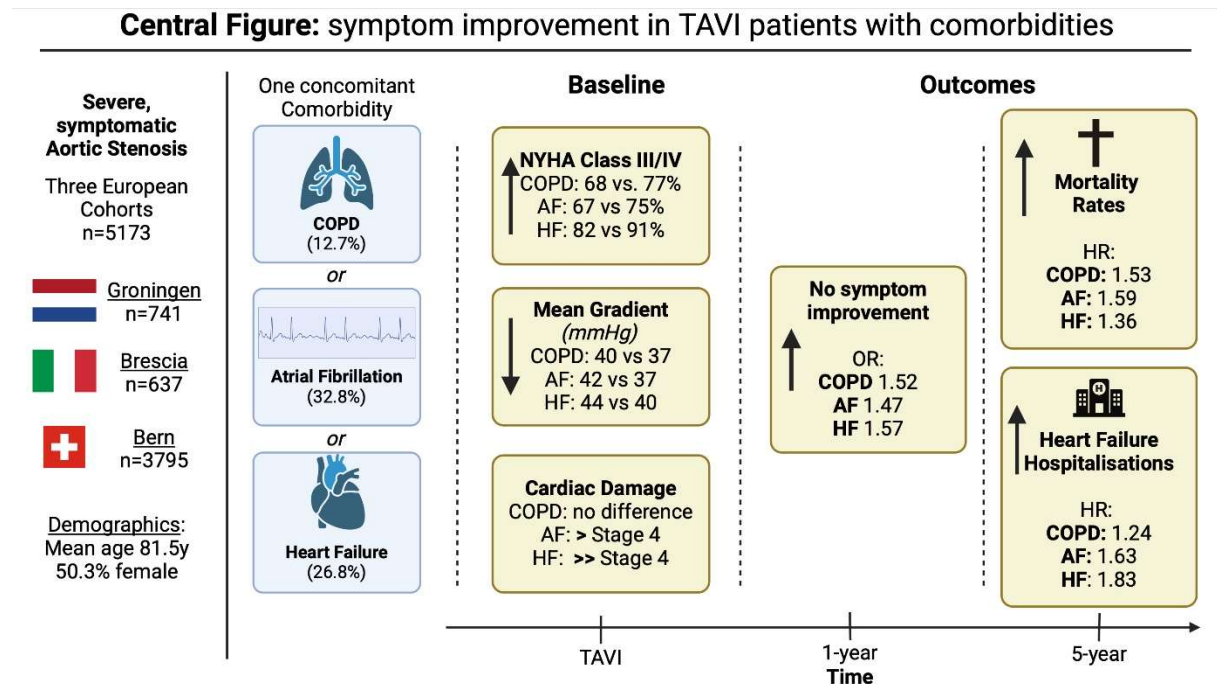 Central Figure: symptom improvement in TAVI patients with comorbidities
Severe,
symptomatic
Aortic Stenosis
Three European
Cohorts
n=5173
Groningen
n=741
Brescia
n=637
Bern
n=3795
Demographics:
Mean age 81.5y
50.3% female
One concomitant
Comorbidity
COPD
(12.7%)
or
Atrial Fibrillation
(32.8%)
or
Heart Failure
(26.8%)
Baseline
NYHA Class III/IV
COPD: 68 vs. 77%
AF: 67 vs 75%
HF: 82 vs 91%
Mean Gradient
(mmHg)
COPD: 40 vs 37
AF: 42 vs 37
HF: 44 vs 40
Cardiac Damage
COPD: no difference
AF: > Stage 4
HF: >> Stage 4
Outcomes
No symptom
improvement
OR:
COPD 1.52
AF 1.47
HF 1.57
Mortality
Rates
HR:
COPD: 1.53
AF: 1.59
HF: 1.36
H
Heart Failure
Hospitalisations
HR:
COPD: 1.24
AF: 1.63
HF: 1.83
TAVI
1-year
5-year
Time